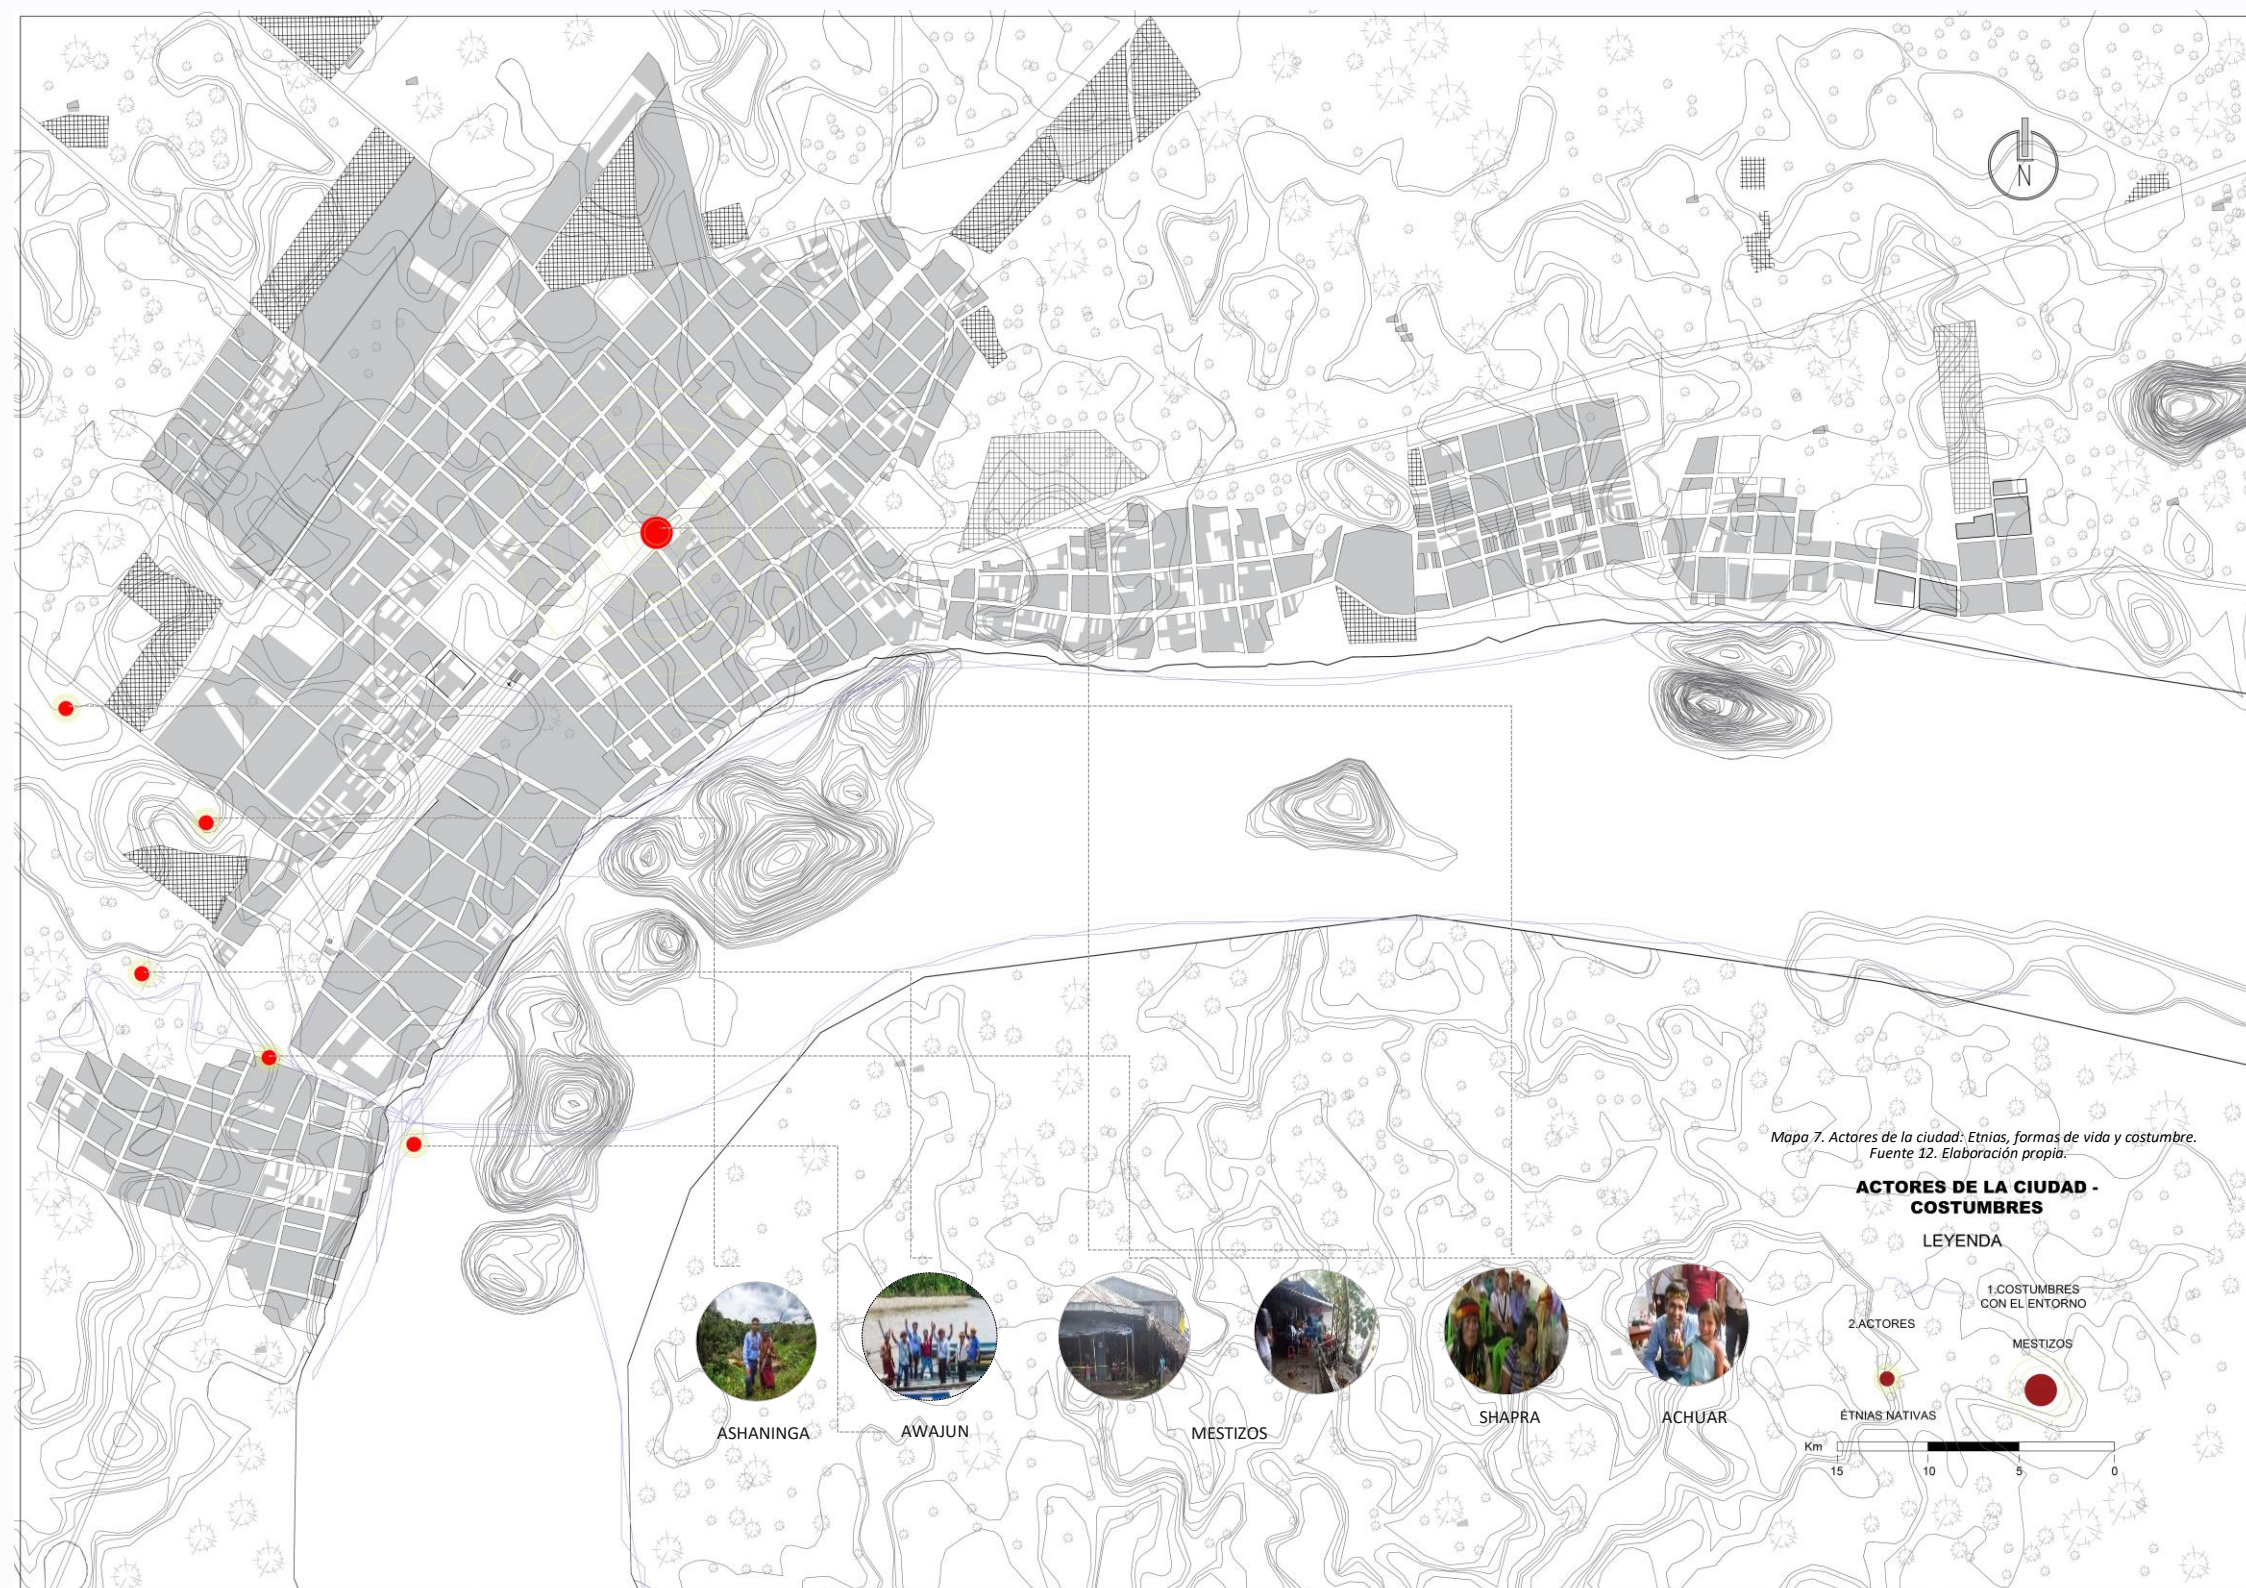 N
Mapa 7. Actores de la ciudad: Etnias, formas de vida y costumbre.
Fuente 12. Elaboración propia.
ACTORES DE LA CIUDAD -
COSTUMBRES
LEYENDA
1.COSTUMBRES
CON EL ENTORNO
2.ACTORES
MESTIZOS
ÉTNIAS NATIVAS
Km
15 10 5 0
ASHANINGA
AWAJUN
MESTIZOS
SHAPRA
ACHUAR